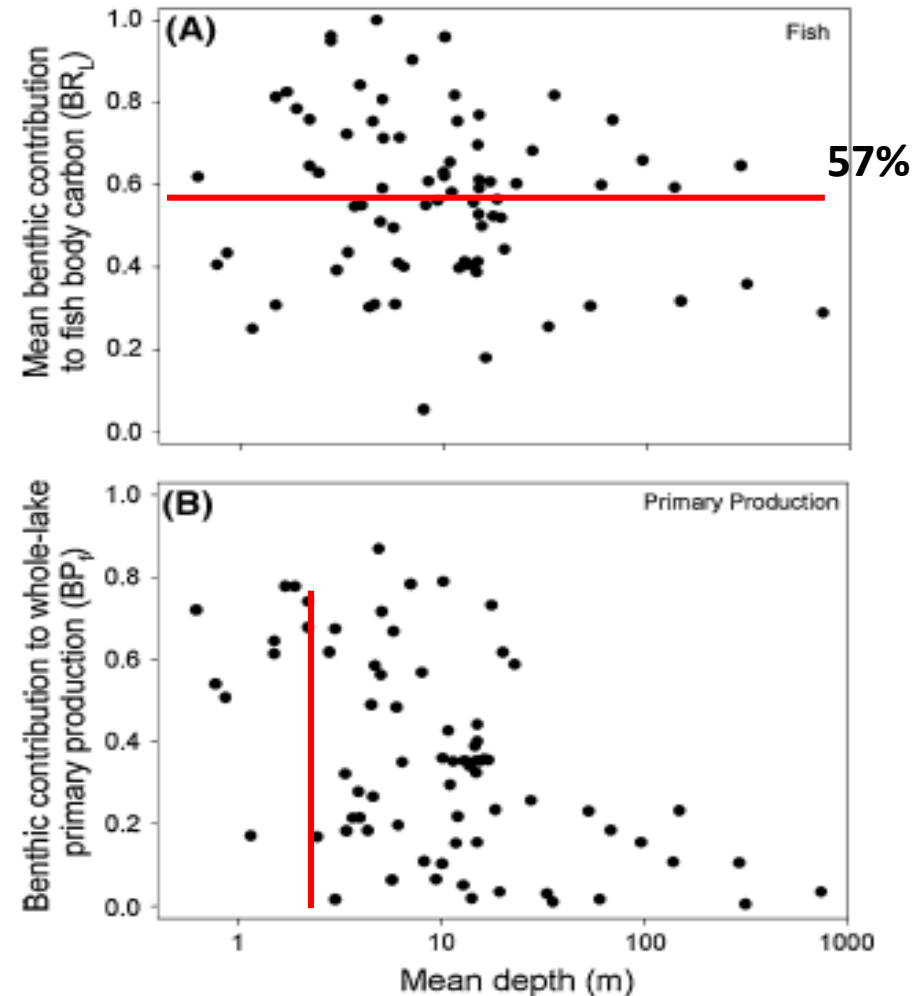 (A)
Fish
Mean benthic contribution
to fish body carbon (BR_L)
1.0
0.8
0.6
0.4
0.2
0.0
57%
(B)
Primary Production
Benthic contribution to whole-lake
primary production (BP_f)
1.0
0.8
0.6
0.4
0.2
0.0
1
10
100
1000
Mean depth (m)